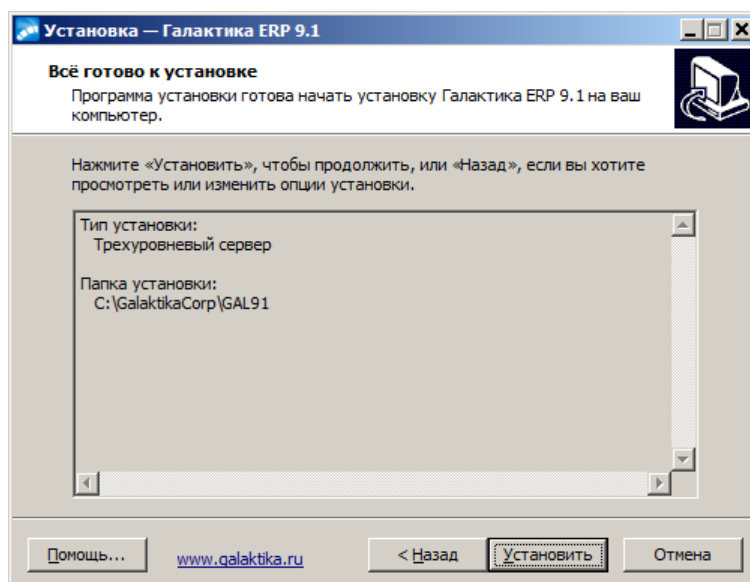 Установка — Галактика ERP 9.1
Всё готово к установке
Программа установки готова начать установку Галактика ERP 9.1 на ваш
компьютер.
Нажмите «Установить», чтобы продолжить, или «Назад», если вы хотите
просмотреть или изменить опции установки.
Тип установки:
Трехуровневый сервер
Папка установки:
C:\GalaktikaCorp\GAL91
Помощь...
www.galaktika.ru
< Назад
Установить
Отмена